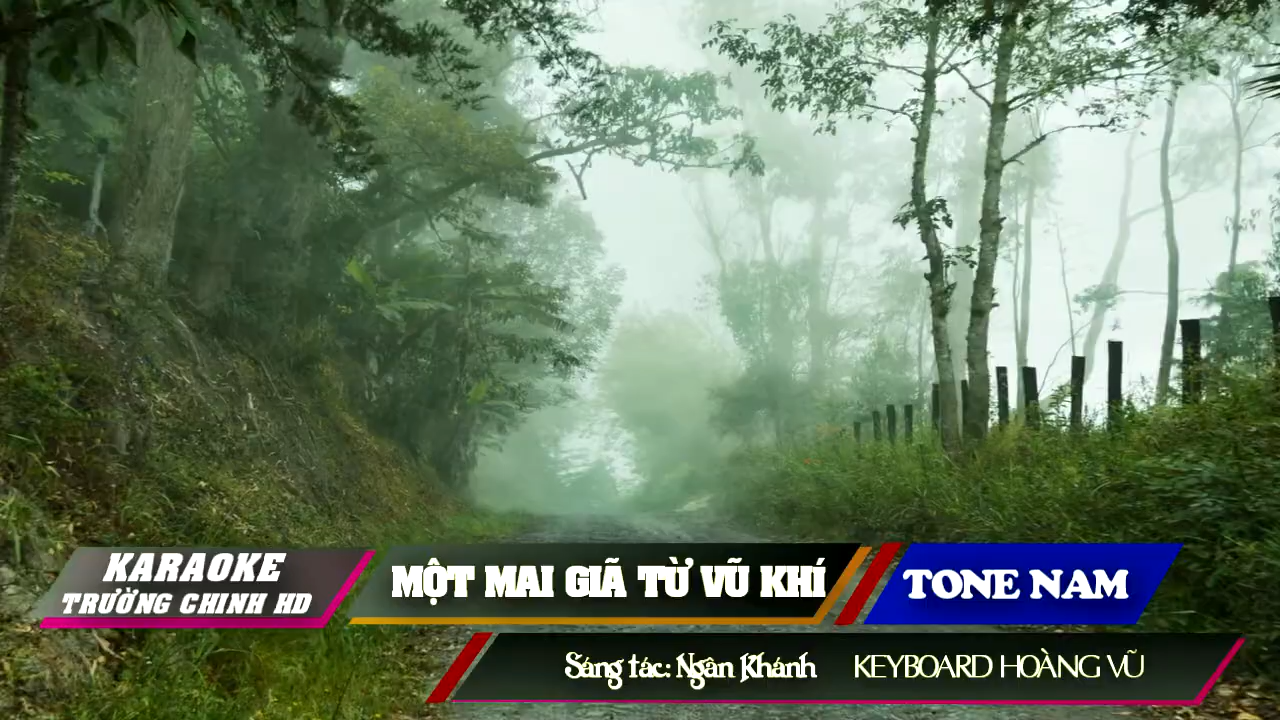 KARAOKE
TRƯỜNG CHINH HD
MỘT MAI GIÃ TỪ VŨ KHÍ
TONE NAM
Sáng tác: Ngân Khánh KEYBOARD HOÀNG VŨ